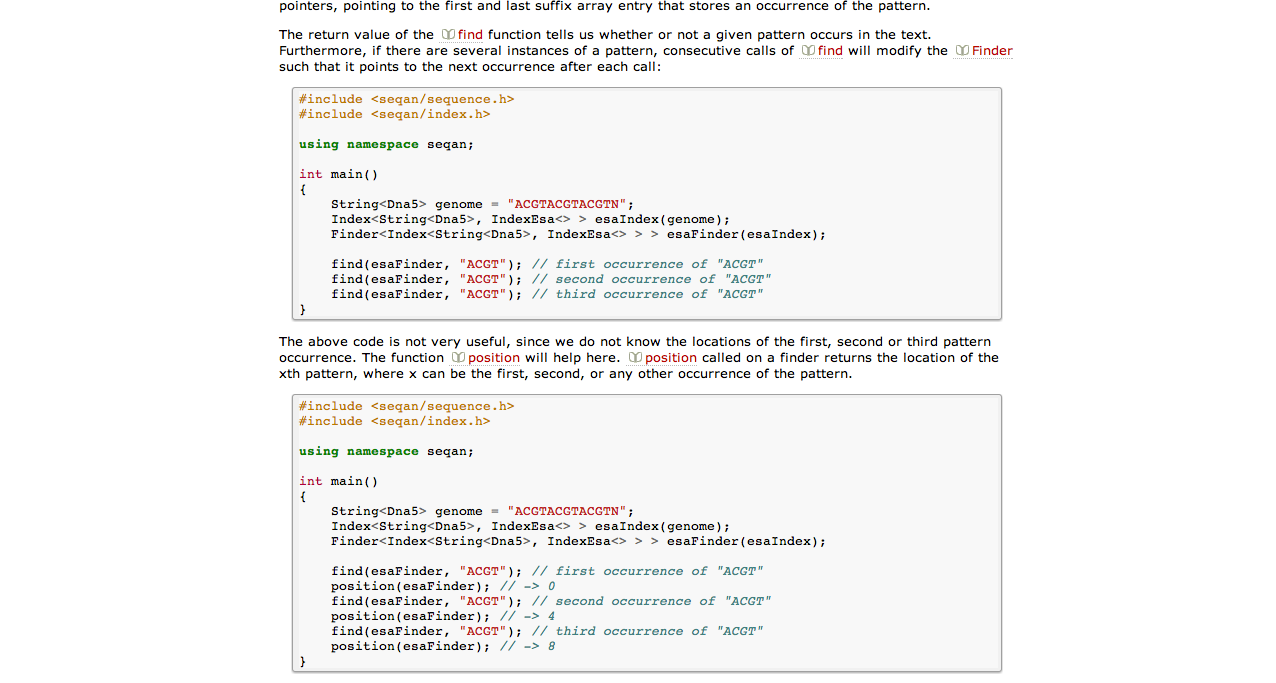 pointers, pointing to the first and last suffix array entry that stores an occurrence of the pattern.
The return value of the find function tells us whether or not a given pattern occurs in the text.
Furthermore, if there are several instances of a pattern, consecutive calls of find will modify the Finder
such that it points to the next occurrence after each call:
#include <seqan/sequence.h>
#include <seqan/index.h>
using namespace seqan;
int main()
{
    String<Dna5> genome = "ACGTACGTACGTN";
    Index<String<Dna5>, IndexEsa<> > esaIndex(genome);
    Finder<Index<String<Dna5>, IndexEsa<> > > esaFinder(esaIndex);
    find(esaFinder, "ACGT"); // first occurrence of "ACGT"
    find(esaFinder, "ACGT"); // second occurrence of "ACGT"
    find(esaFinder, "ACGT"); // third occurrence of "ACGT"
}
The above code is not very useful, since we do not know the locations of the first, second or third pattern
occurrence. The function position will help here. position called on a finder returns the location of the
xth pattern, where x can be the first, second, or any other occurrence of the pattern.
#include <seqan/sequence.h>
#include <seqan/index.h>
using namespace seqan;
int main()
{
    String<Dna5> genome = "ACGTACGTACGTN";
    Index<String<Dna5>, IndexEsa<> > esaIndex(genome);
    Finder<Index<String<Dna5>, IndexEsa<> > > esaFinder(esaIndex);
    find(esaFinder, "ACGT"); // first occurrence of "ACGT"
    position(esaFinder); // -> 0
    find(esaFinder, "ACGT"); // second occurrence of "ACGT"
    position(esaFinder); // -> 4
    find(esaFinder, "ACGT"); // third occurrence of "ACGT"
    position(esaFinder); // -> 8
}